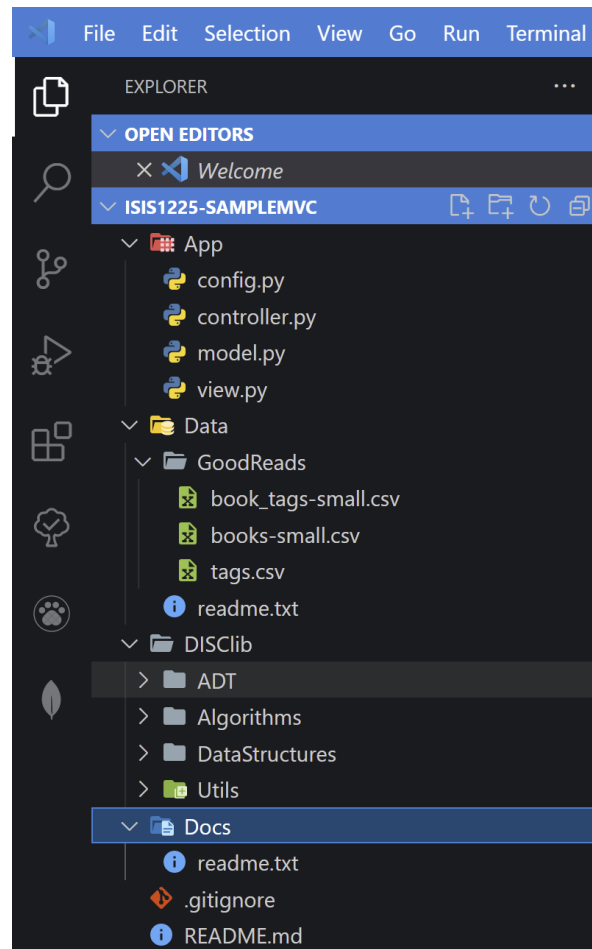 File Edit Selection View Go Run Terminal
EXPLORER ...
OPEN EDITORS
Welcome
ISIS1225-SAMPLEMVC
App
config.py
controller.py
model.py
view.py
Data
GoodReads
book_tags-small.csv
books-small.csv
tags.csv
readme.txt
DISClib
ADT
Algorithms
DataStructures
Utils
Docs
readme.txt
.gitignore
README.md